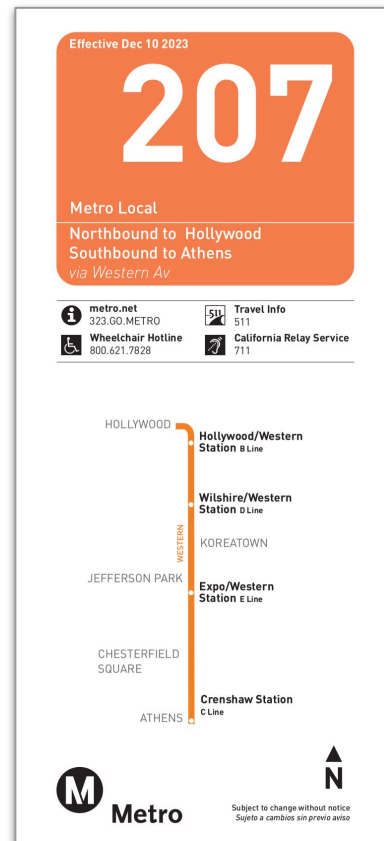 Effective Dec 10 2023
207
Metro Local
Northbound to Hollywood
Southbound to Athens
via Western Av
metro.net
323.GO.METRO
511
Travel Info
511
Wheelchair Hotline
800.621.7828
California Relay Service
711
HOLLYWOOD
Hollywood/Western
Station B Line
Wilshire/Western
Station D Line
WESTERN
KOREATOWN
JEFFERSON PARK
Expo/Western
Station E Line
CHESTERFIELD
SQUARE
Crenshaw Station
C Line
ATHENS
N
M
Metro
Subject to change without notice
Sujeto a cambios sin previo aviso